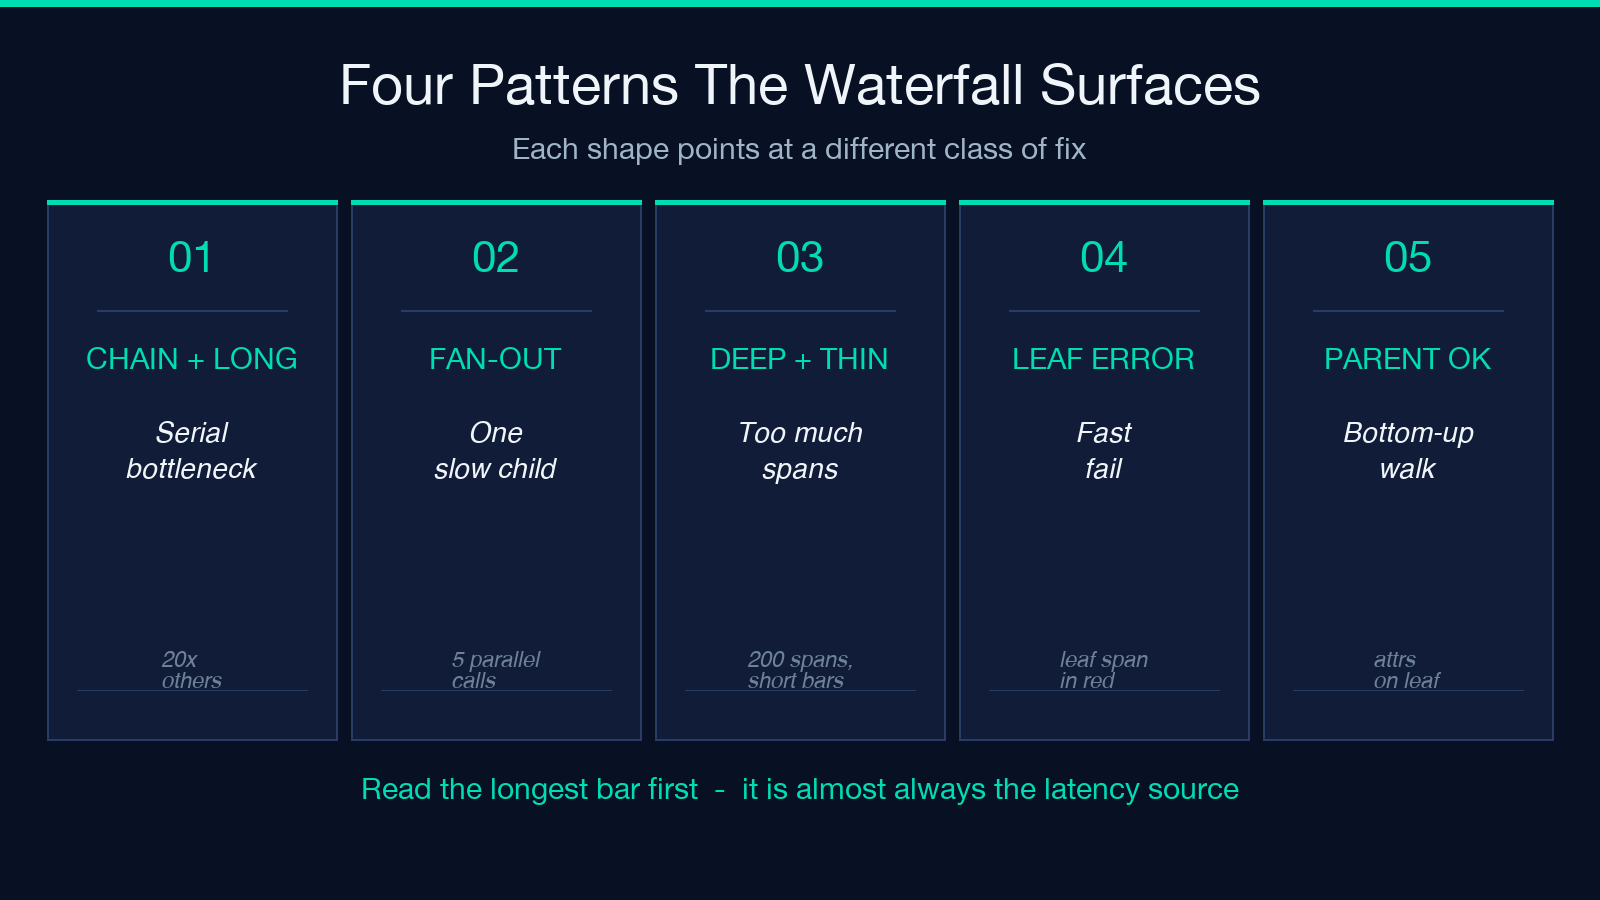 Four Patterns The Waterfall Surfaces
Each shape points at a different class of fix
01
CHAIN + LONG
Serial
bottleneck
20x
others
02
FAN-OUT
One
slow child
5 parallel
calls
03
DEEP + THIN
Too much
spans
200 spans,
short bars
04
LEAF ERROR
Fast
fail
leaf span
in red
05
PARENT OK
Bottom-up
walk
attrs
on leaf
Read the longest bar first - it is almost always the latency source